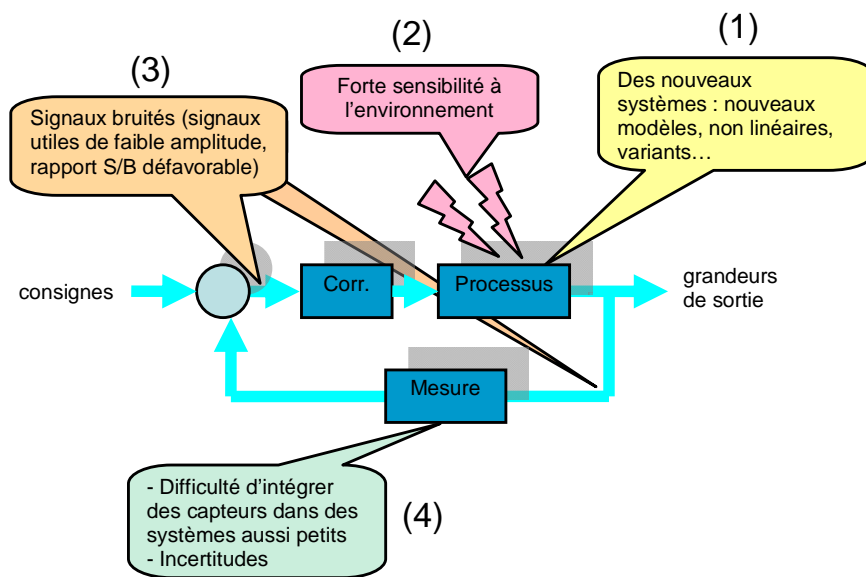 (1)
(2)
(3)
Forte sensibilité à
l'environnement
Des nouveaux
systèmes : nouveaux
modèles, non linéaires,
variants…
Signaux bruités (signaux
utiles de faible amplitude,
rapport S/B défavorable)
consignes
Corr.
Processus
grandeurs
de sortie
Mesure
- Difficulté d'intégrer
des capteurs dans des
systèmes aussi petits
- Incertitudes
(4)